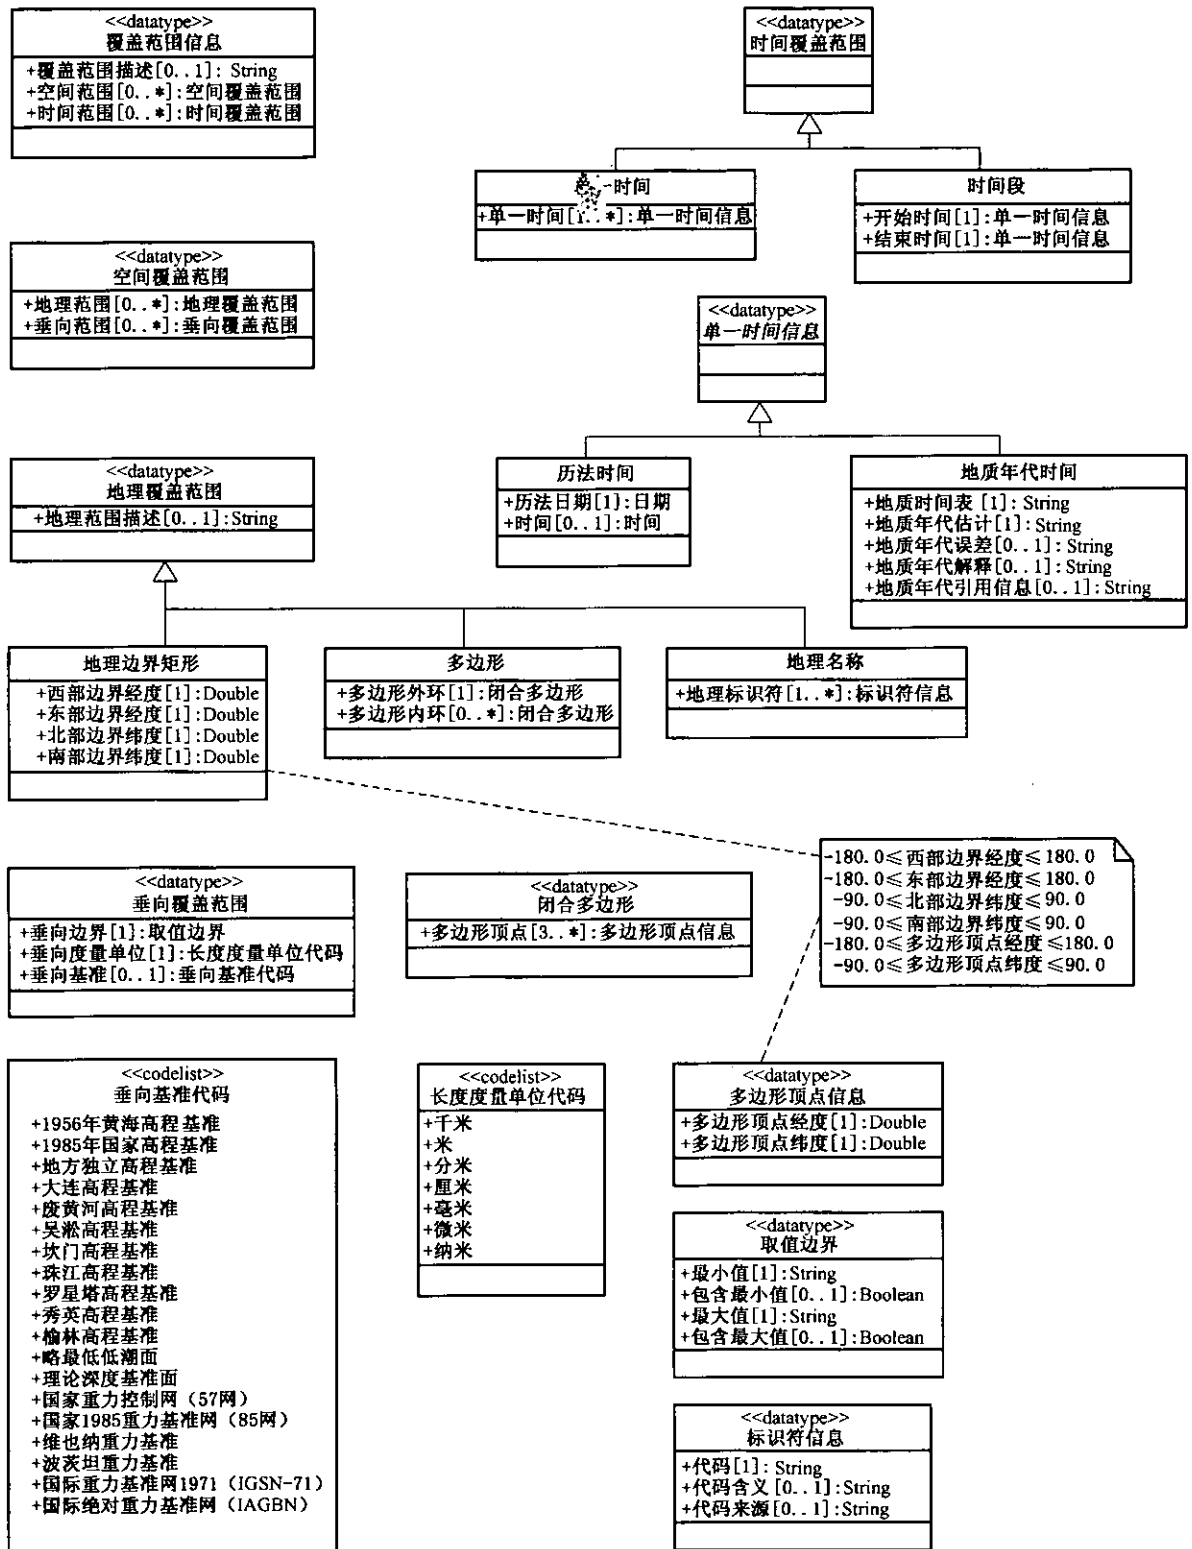 <<datatype>>
覆盖范围信息
+覆盖范围描述[0..1]: String
+空间范围[0..*]:空间覆盖范围
+时间范围[0..*]:时间覆盖范围
<<datatype>>
时间覆盖范围
一时间
+单一时间[1..*]:单一时间信息
时间段
+开始时间[1]:单一时间信息
+结束时间[1]:单一时间信息
<<datatype>>
空间覆盖范围
+地理范围[0..*]:地理覆盖范围
+垂向范围[0..*]:垂向覆盖范围
<<datatype>>
单一时间信息
<<datatype>>
地理覆盖范围
+地理范围描述[0..1]:String
历法时间
+历法日期[1]:日期
+时间[0..1]:时间
地质年代时间
+地质时间表 [1]: String
+地质年代估计[1]: String
+地质年代误差[0..1]: String
+地质年代解释[0..1]: String
+地质年代引用信息[0..1]: String
地理边界矩形
+西部边界经度[1]:Double
+东部边界经度[1]:Double
+北部边界纬度[1]:Double
+南部边界纬度[1]:Double
多边形
+多边形外环[1]:闭合多边形
+多边形内环[0..*]:闭合多边形
地理名称
+地理标识符[1..*]:标识符信息
-180.0≤西部边界经度≤180.0
-180.0≤东部边界经度≤180.0
-90.0≤北部边界纬度≤90.0
-90.0≤南部边界纬度≤90.0
-180.0≤多边形顶点经度≤180.0
-90.0≤多边形顶点纬度≤90.0
<<datatype>>
垂向覆盖范围
+垂向边界[1]:取值边界
+垂向度量单位[1]:长度度量单位代码
+垂向基准[0..1]:垂向基准代码
<<datatype>>
闭合多边形
+多边形顶点[3..*]:多边形顶点信息
<<codelist>>
垂向基准代码
+1956年黄海高程基准
+1985年国家高程基准
+地方独立高程基准
+大连高程基准
+废黄河高程基准
+吴淞高程基准
+坎门高程基准
+珠江高程基准
+罗星塔高程基准
+秀英高程基准
+榆林高程基准
+略最低低潮面
+理论深度基准面
+国家重力控制网（57网）
+国家1985重力基准网（85网）
+维也纳重力基准
+波茨坦重力基准
+国际重力基准网1971（IGSN-71）
+国际绝对重力基准网（IAGBN）
<<codelist>>
长度度量单位代码
+千米
+米
+分米
+厘米
+毫米
+微米
+纳米
<<datatype>>
多边形顶点信息
+多边形顶点经度[1]:Double
+多边形顶点纬度[1]:Double
<<datatype>>
取值边界
+最小值[1]:String
+包含最小值[0..1]:Boolean
+最大值[1]:String
+包含最大值[0..1]:Boolean
<<datatype>>
标识符信息
+代码[1]: String
+代码含义[0..1]:String
+代码来源[0..1]:String